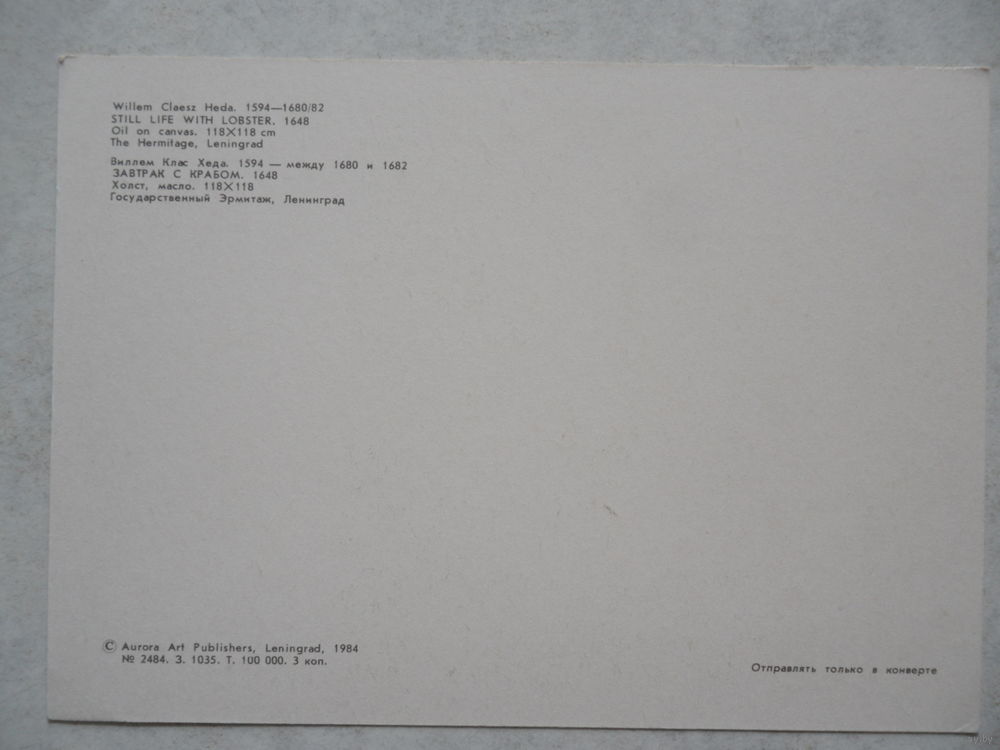 Willem Claesz Heda. 1594—1680/82
STILL LIFE WITH LOBSTER. 1648
Oil on canvas. 118×118 cm
The Hermitage, Leningrad
Виллем Клас Хеда. 1594 — между 1680 и 1682
ЗАВТРАК С КРАБОМ. 1648
Холст, масло. 118×118
Государственный Эрмитаж, Ленинград
© Aurora Art Publishers, Leningrad, 1984
№ 2484. З. 1035. Т. 100 000. 3 коп.
Отправлять только в конверте